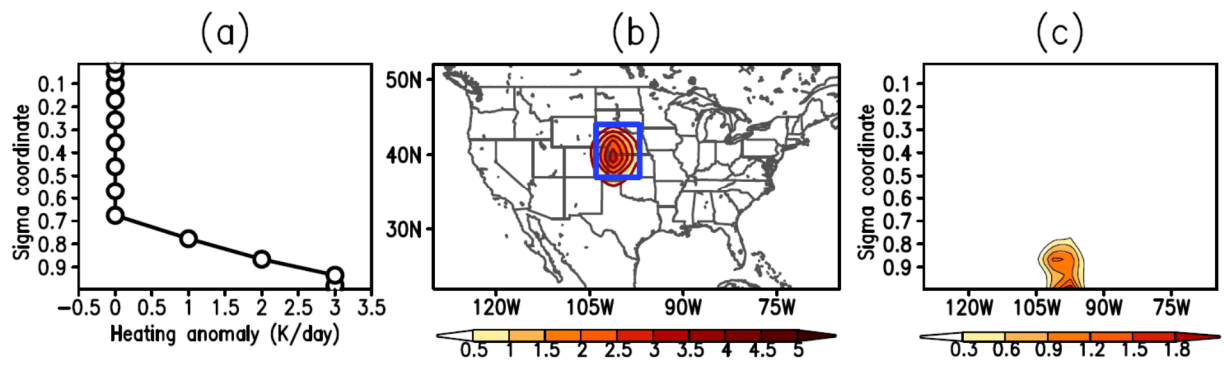 (a)
(b)
(c)
Sigma coordinate
0.1
0.2
0.3
0.4
0.5
0.6
0.7
0.8
0.9
-0.5 0 0.5 1 1.5 2 2.5 3 3.5
Heating anomaly (K/day)
50N
40N
30N
120W 105W 90W 75W
0.5 1 1.5 2 2.5 3 3.5 4 4.5 5
Sigma coordinate
0.1
0.2
0.3
0.4
0.5
0.6
0.7
0.8
0.9
120W 105W 90W 75W
0.3 0.6 0.9 1.2 1.5 1.8